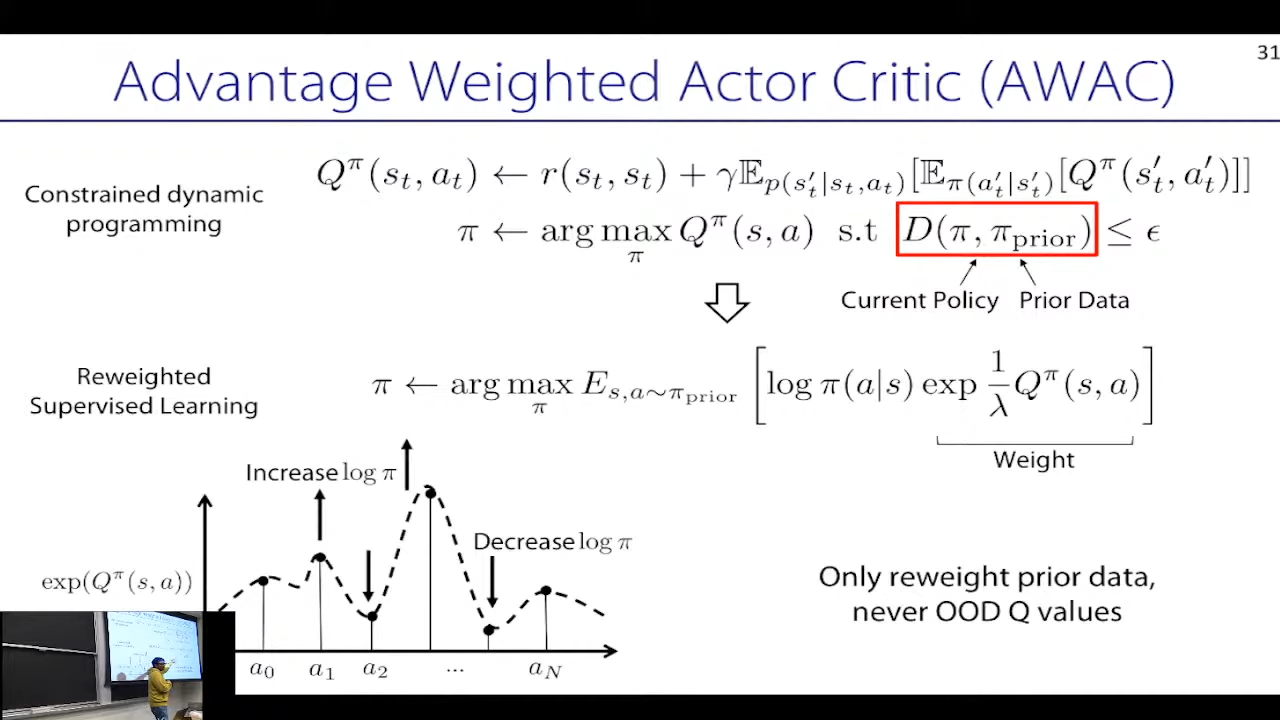 31
Advantage Weighted Actor Critic (AWAC)
Constrained dynamic
programming
Q^π(s_t, a_t) ← r(s_t, s_t) + γ𝔼_{p(s'_t|s_t,a_t)}[𝔼_{π(a'_t|s'_t)}[Q^π(s'_t, a'_t)]]
π ← arg max_π Q^π(s, a) s.t D(π, π_prior) ≤ ϵ
Current Policy Prior Data
Reweighted
Supervised Learning
π ← arg max_π E_{s,a∼π_prior} [log π(a|s) exp 1/λ Q^π(s, a)]
Weight
Increase log π
Decrease log π
exp(Q^π(s, a))
a_0 a_1 a_2 ... a_N
Only reweight prior data,
never OOD Q values